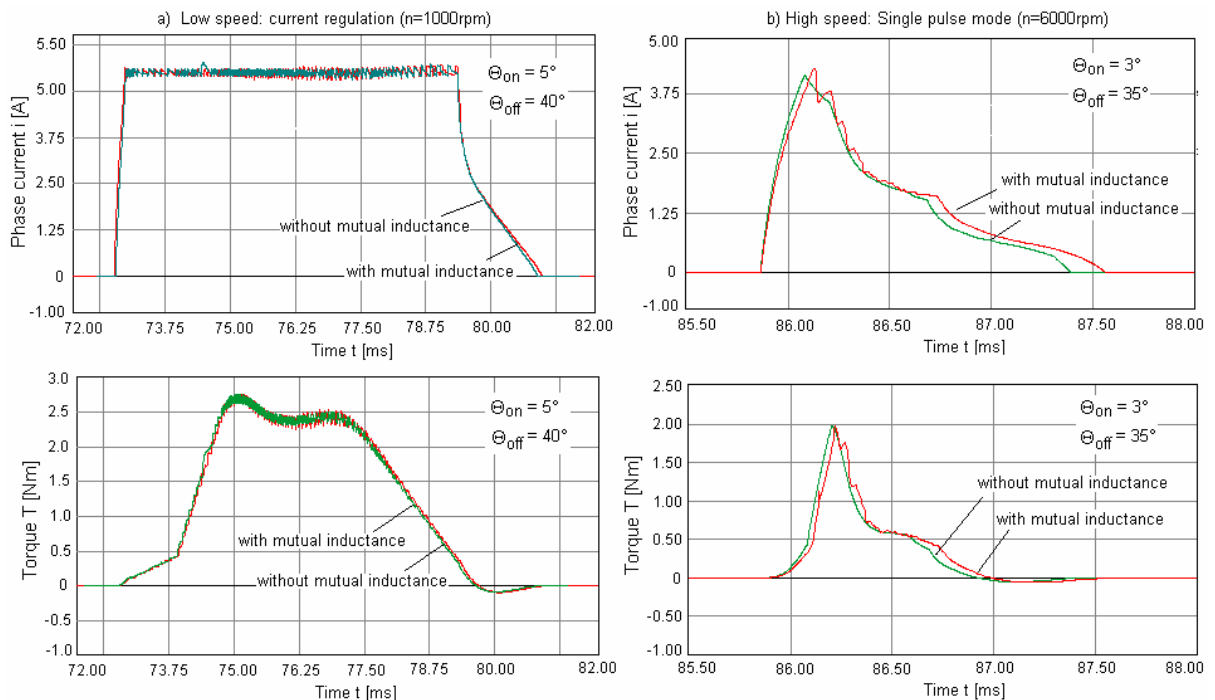 a) Low speed: current regulation (n=1000rpm)
5.50
5.00
3.75
2.50
1.25
0
-1.00
Phase current i [A]
Θon = 5°
Θoff = 40°
without mutual inductance
with mutual inductance
72.00 73.75 75.00 76.25 77.50 78.75 80.00 82.00
Time t [ms]
b) High speed: Single pulse mode (n=6000rpm)
5.00
3.75
2.50
1.25
0
-1.00
Phase current i [A]
Θon = 3°
Θoff = 35°
with mutual inductance
without mutual inductance
85.50 86.00 86.50 87.00 87.50 88.00
Time t [ms]
3.0
2.5
2.0
1.5
1.0
0.5
0
-0.5
-1.0
Torque T [Nm]
Θon = 5°
Θoff = 40°
with mutual inductance
without mutual inductance
72.00 73.75 75.00 76.25 77.50 78.75 80.00 82.00
Time t [ms]
2.50
2.00
1.50
1.00
0.50
0
-0.50
-1.00
Torque T [Nm]
Θon = 3°
Θoff = 35°
without mutual inductance
with mutual inductance
85.50 86.00 86.50 87.00 87.50 88.00
Time t [ms]